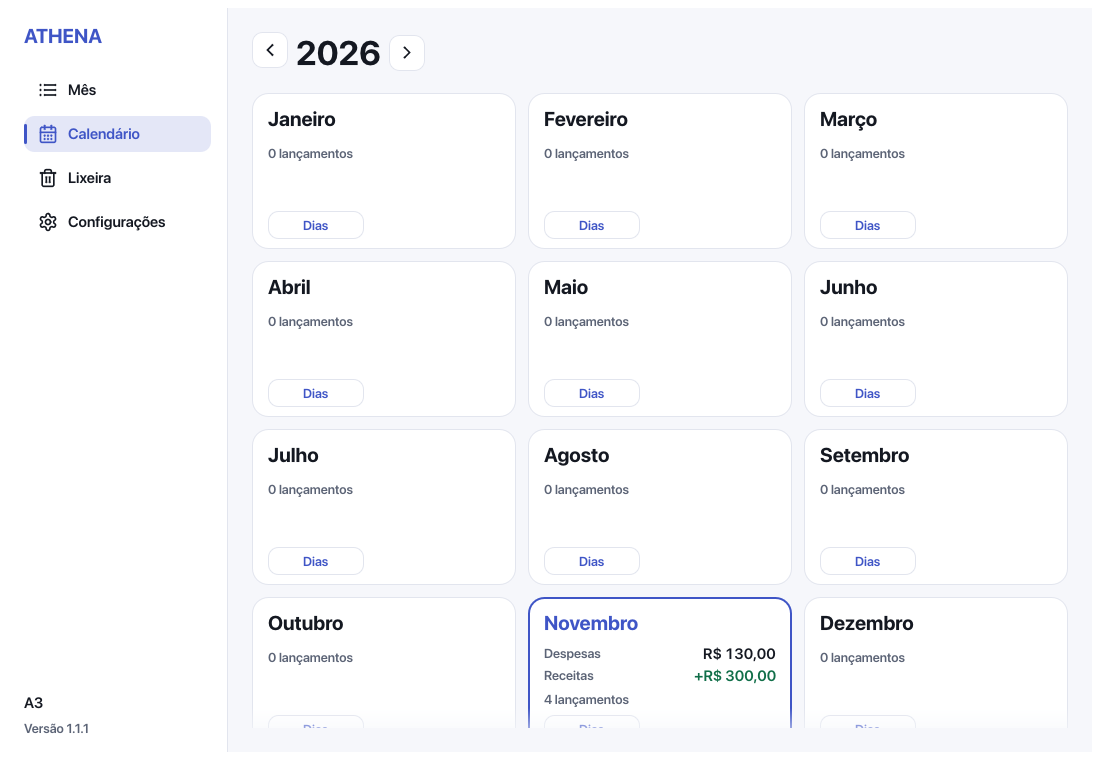 ATHENA
Mês
Calendário
Lixeira
Configurações
A3
Versão 1.1.1
2026
Janeiro
0 lançamentos
Dias
Fevereiro
0 lançamentos
Dias
Março
0 lançamentos
Dias
Abril
0 lançamentos
Dias
Maio
0 lançamentos
Dias
Junho
0 lançamentos
Dias
Julho
0 lançamentos
Dias
Agosto
0 lançamentos
Dias
Setembro
0 lançamentos
Dias
Outubro
0 lançamentos
Dias
Novembro
Despesas R$ 130,00
Receitas +R$ 300,00
4 lançamentos
Dias
Dezembro
0 lançamentos
Dias